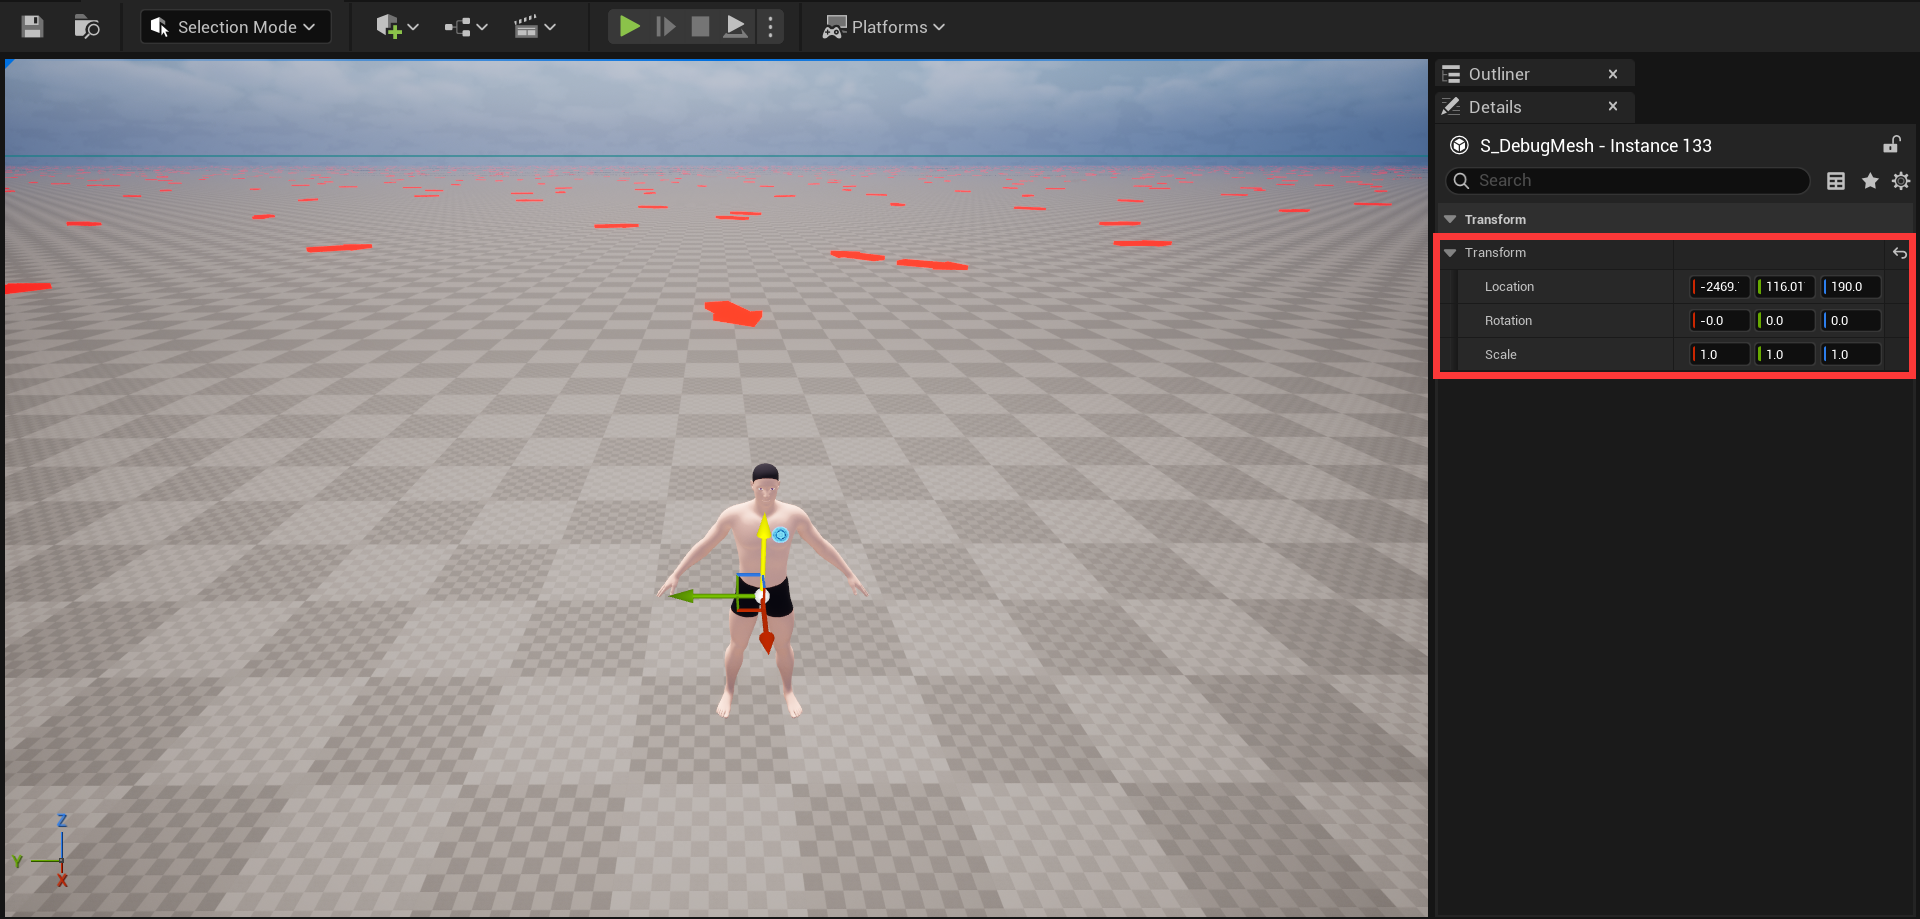 Selection Mode
Platforms
Outliner
Details
S_DebugMesh - Instance 133
Search
Transform
Transform
Location -2469. 116.01 190.0
Rotation -0.0 0.0 0.0
Scale 1.0 1.0 1.0
Z
Y
X